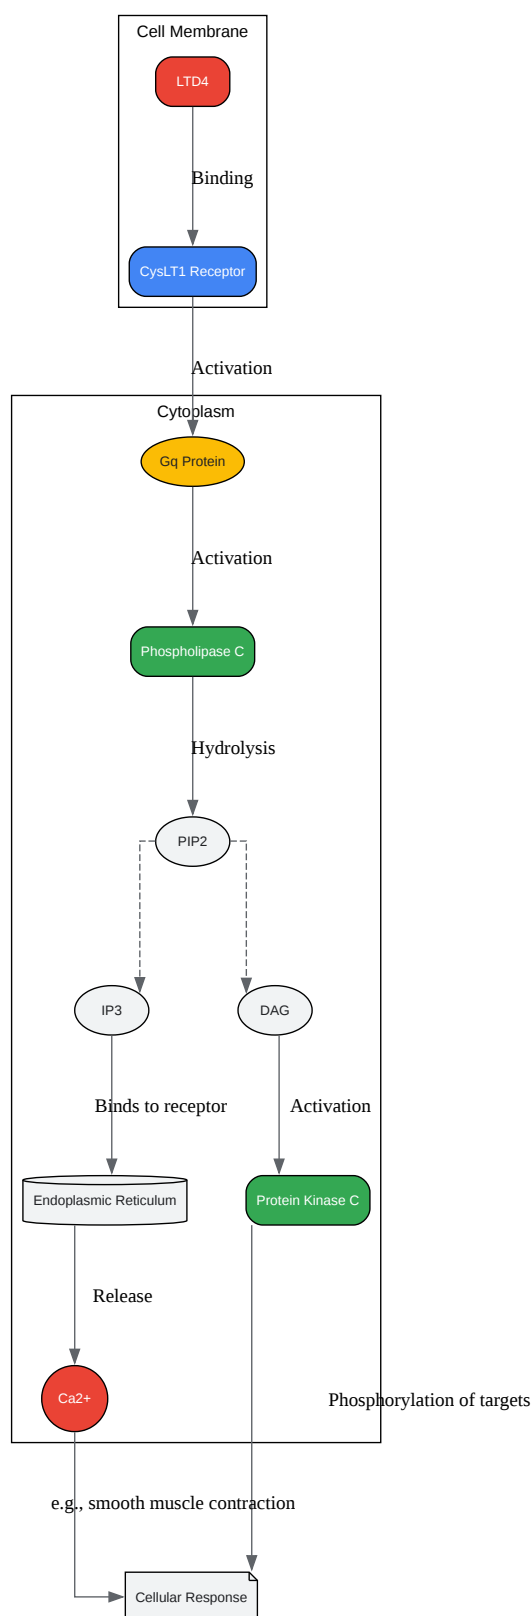 Cell Membrane
LTD4
Binding
CysLT1 Receptor
Activation
Cytoplasm
Gq Protein
Activation
Phospholipase C
Hydrolysis
PIP2
IP3
DAG
Binds to receptor
Activation
Endoplasmic Reticulum
Protein Kinase C
Release
Ca2+
Phosphorylation of targets
e.g., smooth muscle contraction
Cellular Response